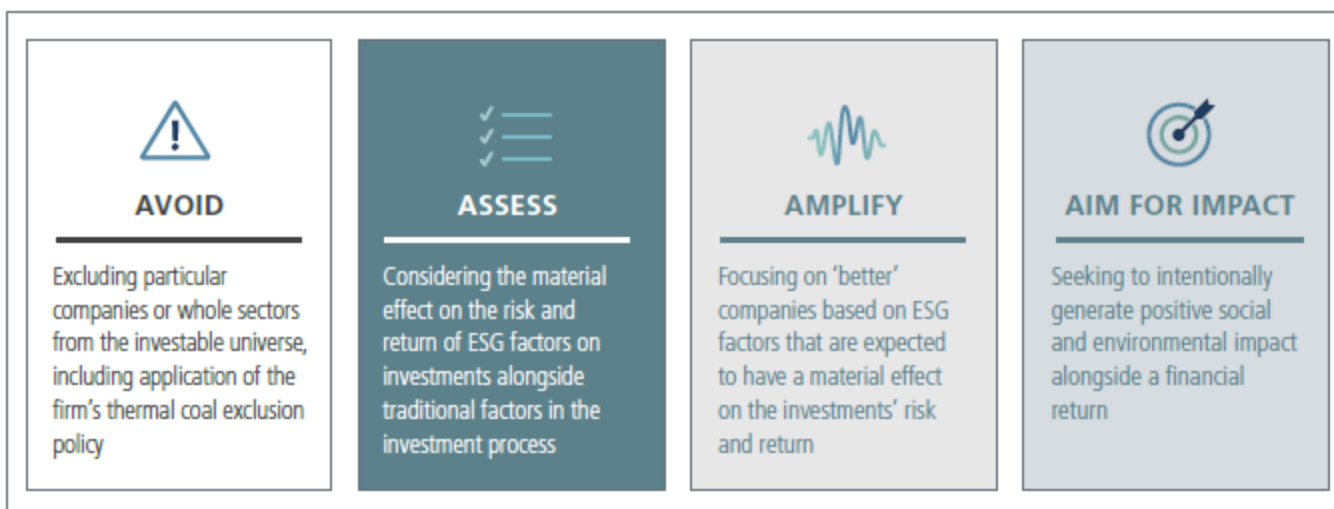 AVOID
Excluding particular
companies or whole sectors
from the investable universe,
including application of the
firm's thermal coal exclusion
policy
ASSESS
Considering the material
effect on the risk and
return of ESG factors on
investments alongside
traditional factors in the
investment process
AMPLIFY
Focusing on ‘better’
companies based on ESG
factors that are expected
to have a material effect
on the investments’ risk
and return
AIM FOR IMPACT
Seeking to intentionally
generate positive social
and environmental impact
alongside a financial
return